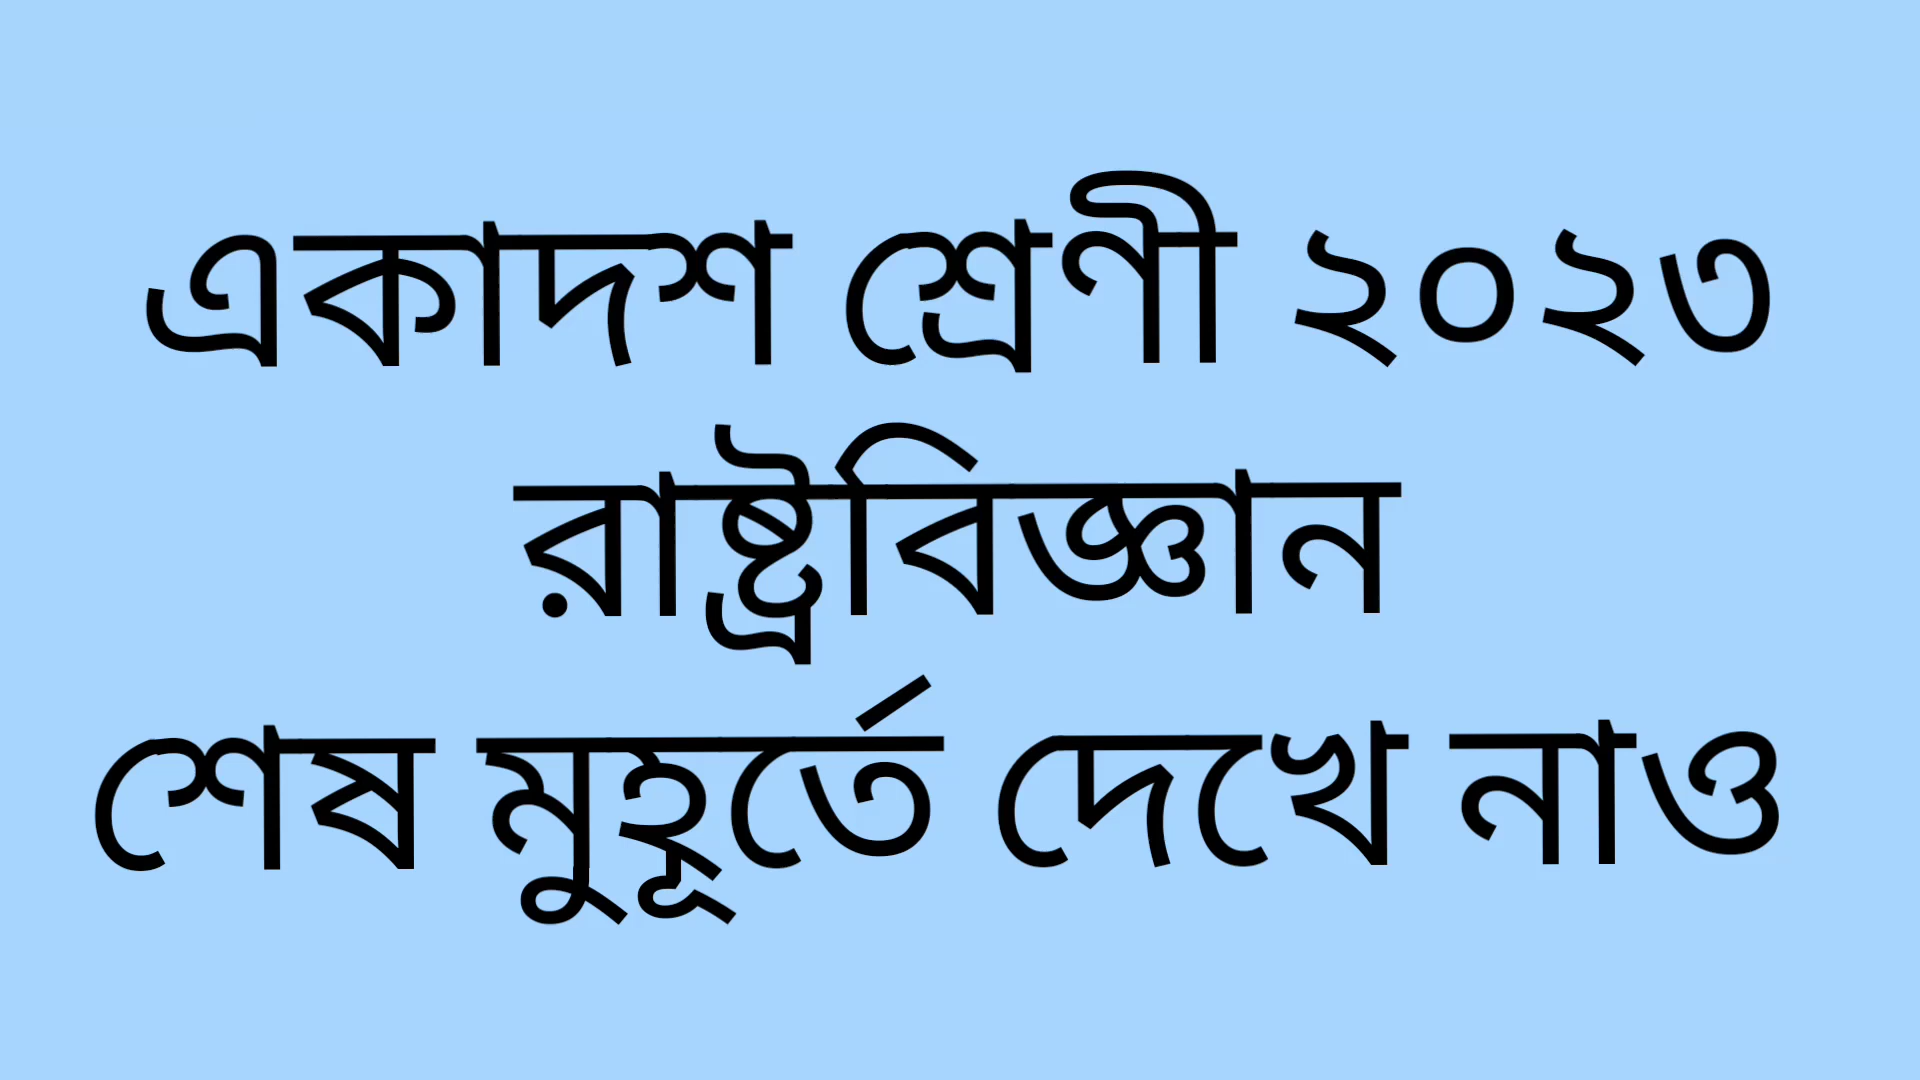 একাদশ শ্রেণী ২০২৩
রাষ্ট্রবিজ্ঞান
শেষ মুহূর্তে দেখে নাও